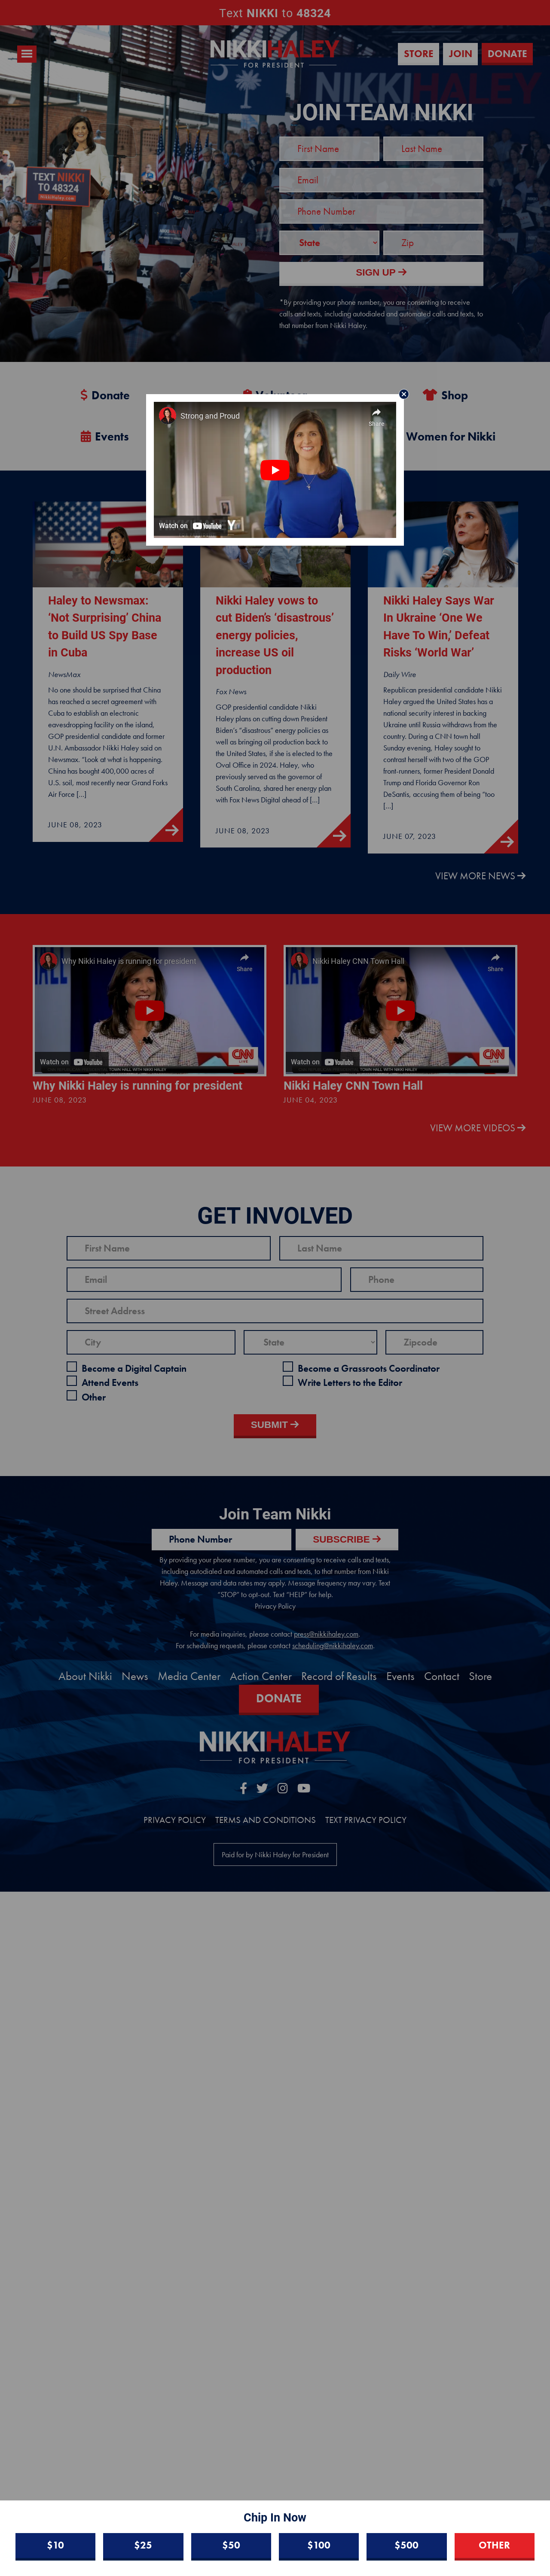 Text NIKKI to 48324
NIKKIHALEY
FOR PRESIDENT
STORE
JOIN
DONATE
TEXT NIKKI
TO 48324
JOIN TEAM NIKKI
First Name
Last Name
Email
Phone Number
State
Zip
SIGN UP →
*By providing your phone number, you are consenting to receive
calls and texts, including autodialed and automated calls and texts, to
that number from Nikki Haley.
Donate
Shop
Events
Women for Nikki
Strong and Proud
Share
Watch on YouTube
Haley to Newsmax:
‘Not Surprising’ China
to Build US Spy Base
in Cuba
NewsMax
No one should be surprised that China
has reached a secret agreement with
Cuba to establish an electronic
eavesdropping facility on the island,
GOP presidential candidate and former
U.N. Ambassador Nikki Haley said on
Newsmax. “Look at what is happening.
China has bought 400,000 acres of
U.S. soil, most recently near Grand Forks
Air Force [...]
JUNE 08, 2023
Nikki Haley vows to
cut Biden’s ‘disastrous’
energy policies,
increase US oil
production
Fox News
GOP presidential candidate Nikki
Haley plans on cutting down President
Biden’s “disastrous” energy policies as
well as bringing oil production back to
the United States, if she is elected to the
Oval Office in 2024. Haley, who
previously served as the governor of
South Carolina, shared her energy plan
with Fox News Digital ahead of [...]
JUNE 08, 2023
Nikki Haley Says War
In Ukraine ‘One We
Have To Win,’ Defeat
Risks ‘World War’
Daily Wire
Republican presidential candidate Nikki
Haley argued the United States has a
national security interest in backing
Ukraine until Russia withdraws from the
country. During a CNN town hall
Sunday evening, Haley sought to
contrast herself with two of the GOP
front-runners, former President Donald
Trump and Florida Governor Ron
DeSantis, accusing them of being “too
[...]
JUNE 07, 2023
VIEW MORE NEWS →
Why Nikki Haley is running for president
Share
Watch on YouTube
CNN
LIVE
Why Nikki Haley is running for president
JUNE 08, 2023
Nikki Haley CNN Town Hall
Share
Watch on YouTube
CNN
LIVE
Nikki Haley CNN Town Hall
JUNE 04, 2023
VIEW MORE VIDEOS →
GET INVOLVED
First Name
Last Name
Email
Phone
Street Address
City
State
Zipcode
Become a Digital Captain
Become a Grassroots Coordinator
Attend Events
Write Letters to the Editor
Other
SUBMIT →
Join Team Nikki
Phone Number
SUBSCRIBE →
By providing your phone number, you are consenting to receive calls and texts,
including autodialed and automated calls and texts, to that number from Nikki
Haley. Message and data rates may apply. Message frequency may vary. Text
“STOP” to opt-out. Text “HELP” for help.
Privacy Policy
For media inquiries, please contact press@nikkihaley.com.
For scheduling requests, please contact scheduling@nikkihaley.com.
About Nikki News Media Center Action Center Record of Results Events Contact Store
DONATE
NIKKIHALEY
FOR PRESIDENT
PRIVACY POLICY TERMS AND CONDITIONS TEXT PRIVACY POLICY
Paid for by Nikki Haley for President
Chip In Now
$10
$25
$50
$100
$500
OTHER